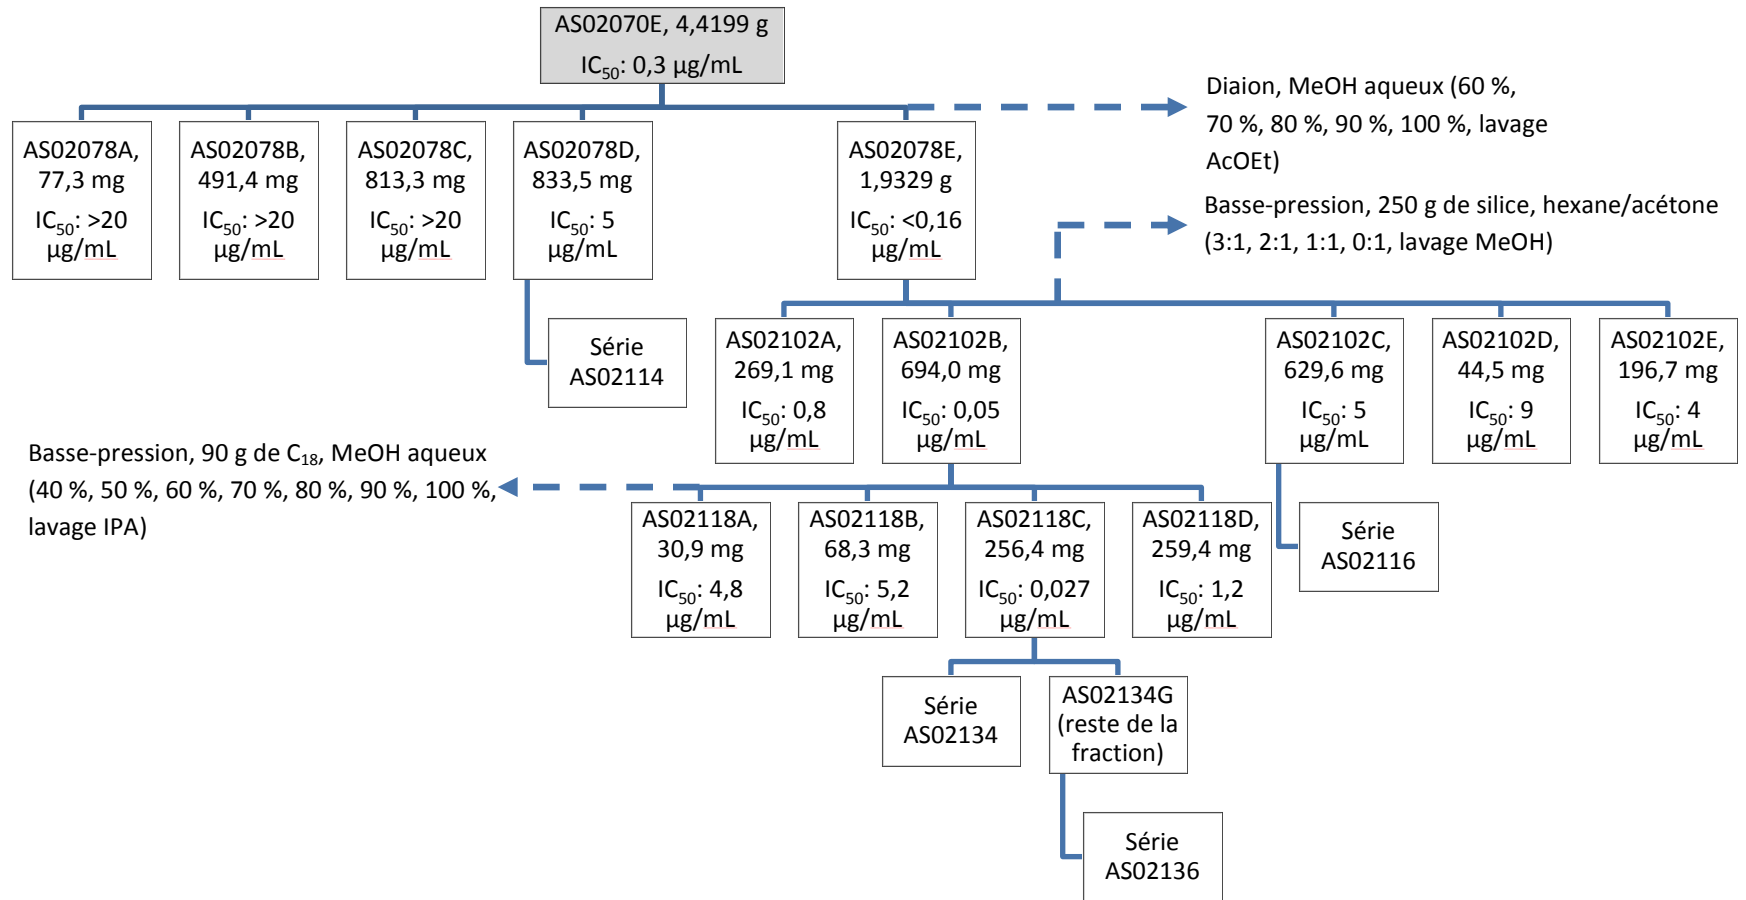 AS02070E, 4,4199 g
IC₅₀: 0,3 µg/mL
Diaion, MeOH aqueux (60 %,
70 %, 80 %, 90 %, 100 %, lavage
AcOEt)
AS02078A,
77,3 mg
IC₅₀: >20
µg/mL
AS02078B,
491,4 mg
IC₅₀: >20
µg/mL
AS02078C,
813,3 mg
IC₅₀: >20
µg/mL
AS02078D,
833,5 mg
IC₅₀: 5
µg/mL
AS02078E,
1,9329 g
IC₅₀: <0,16
µg/mL
Basse-pression, 250 g de silice, hexane/acétone
(3:1, 2:1, 1:1, 0:1, lavage MeOH)
Série
AS02114
AS02102A,
269,1 mg
IC₅₀: 0,8
µg/mL
AS02102B,
694,0 mg
IC₅₀: 0,05
µg/mL
AS02102C,
629,6 mg
IC₅₀: 5
µg/mL
AS02102D,
44,5 mg
IC₅₀: 9
µg/mL
AS02102E,
196,7 mg
IC₅₀: 4
µg/mL
Basse-pression, 90 g de C₁₈, MeOH aqueux
(40 %, 50 %, 60 %, 70 %, 80 %, 90 %, 100 %,
lavage IPA)
AS02118A,
30,9 mg
IC₅₀: 4,8
µg/mL
AS02118B,
68,3 mg
IC₅₀: 5,2
µg/mL
AS02118C,
256,4 mg
IC₅₀: 0,027
µg/mL
AS02118D,
259,4 mg
IC₅₀: 1,2
µg/mL
Série
AS02116
Série
AS02134
AS02134G
(reste de la
fraction)
Série
AS02136